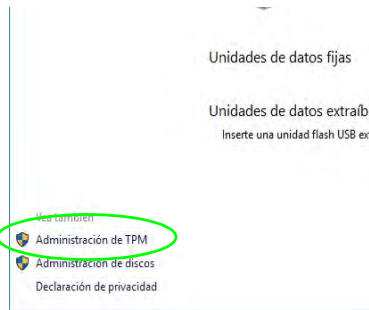 Unidades de datos fijas
Unidades de datos extraíb
Inserte una unidad flash USB ex
Vea también
Administración de TPM
Administración de discos
Declaración de privacidad